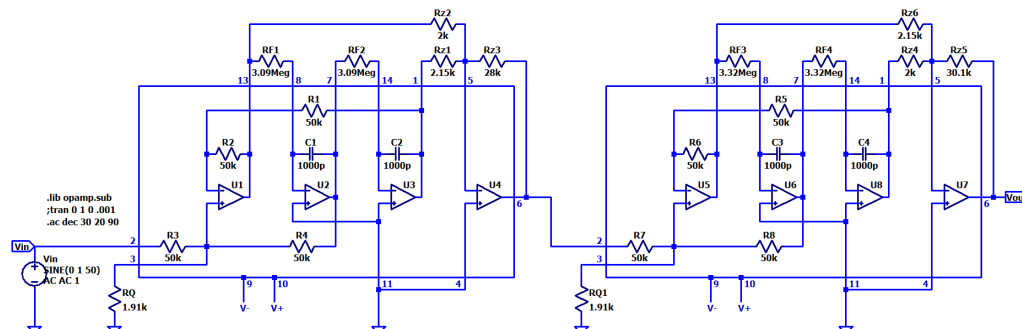 Rz2
2k
RF1
3.09Meg
RF2
3.09Meg
Rz1
2.15k
Rz3
28k
13
8
7
14
1
5
R1
50k
R2
50k
C1
1000p
C2
1000p
U1
U2
U3
U4
6
.lib opamp.sub
;tran 0 1 0 .001
.ac dec 30 20 90
Vin
Vin
SINE(0 1 50)
AC AC 1
2
R3
50k
R4
50k
3
RQ
1.91k
9
10
V-
V+
11
4
Rz6
2.15k
RF3
3.32Meg
RF4
3.32Meg
Rz4
2k
Rz5
30.1k
13
8
7
14
1
5
R5
50k
R6
50k
C3
1000p
C4
1000p
U5
U6
U8
U7
6
Vou
2
R7
50k
R8
50k
3
RQ1
1.91k
9
10
V-
V+
11
4